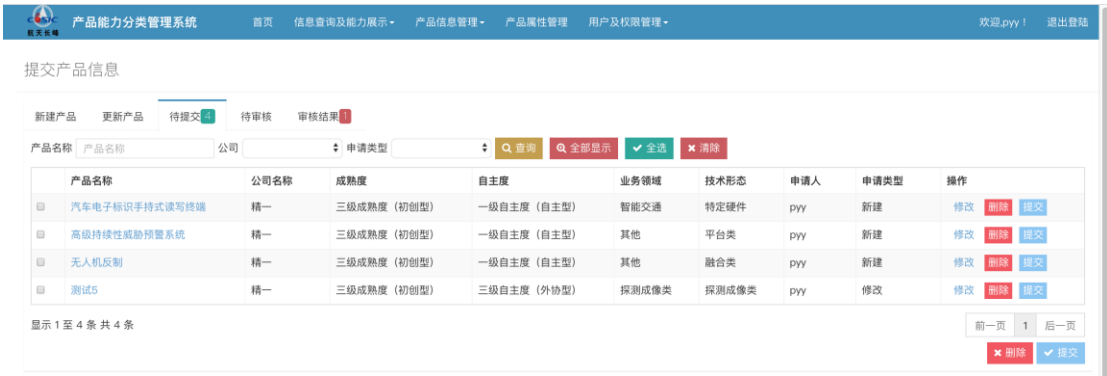 COSIC
航天长峰
产品能力分类管理系统 首页 信息查询及能力展示 产品信息管理 产品属性管理 用户及权限管理 欢迎,pyy！ 退出登陆
提交产品信息
新建产品 更新产品 待提交 4 待审核 审核结果 1
产品名称 产品名称 公司 申请类型 查询 全部显示 全选 清除
产品名称 公司名称 成熟度 自主度 业务领域 技术形态 申请人 申请类型 操作
汽车电子标识手持式读写终端 精一 三级成熟度（初创型） 一级自主度（自主型） 智能交通 特定硬件 pyy 新建 修改 删除 提交
高级持续性威胁预警系统 精一 三级成熟度（初创型） 一级自主度（自主型） 其他 平台类 pyy 新建 修改 删除 提交
无人机反制 精一 三级成熟度（初创型） 一级自主度（自主型） 其他 融合类 pyy 新建 修改 删除 提交
测试5 精一 三级成熟度（初创型） 三级自主度（外协型） 探测成像类 探测成像类 pyy 修改 修改 删除 提交
显示 1 至 4 条 共 4 条 前一页 1 后一页
删除 提交